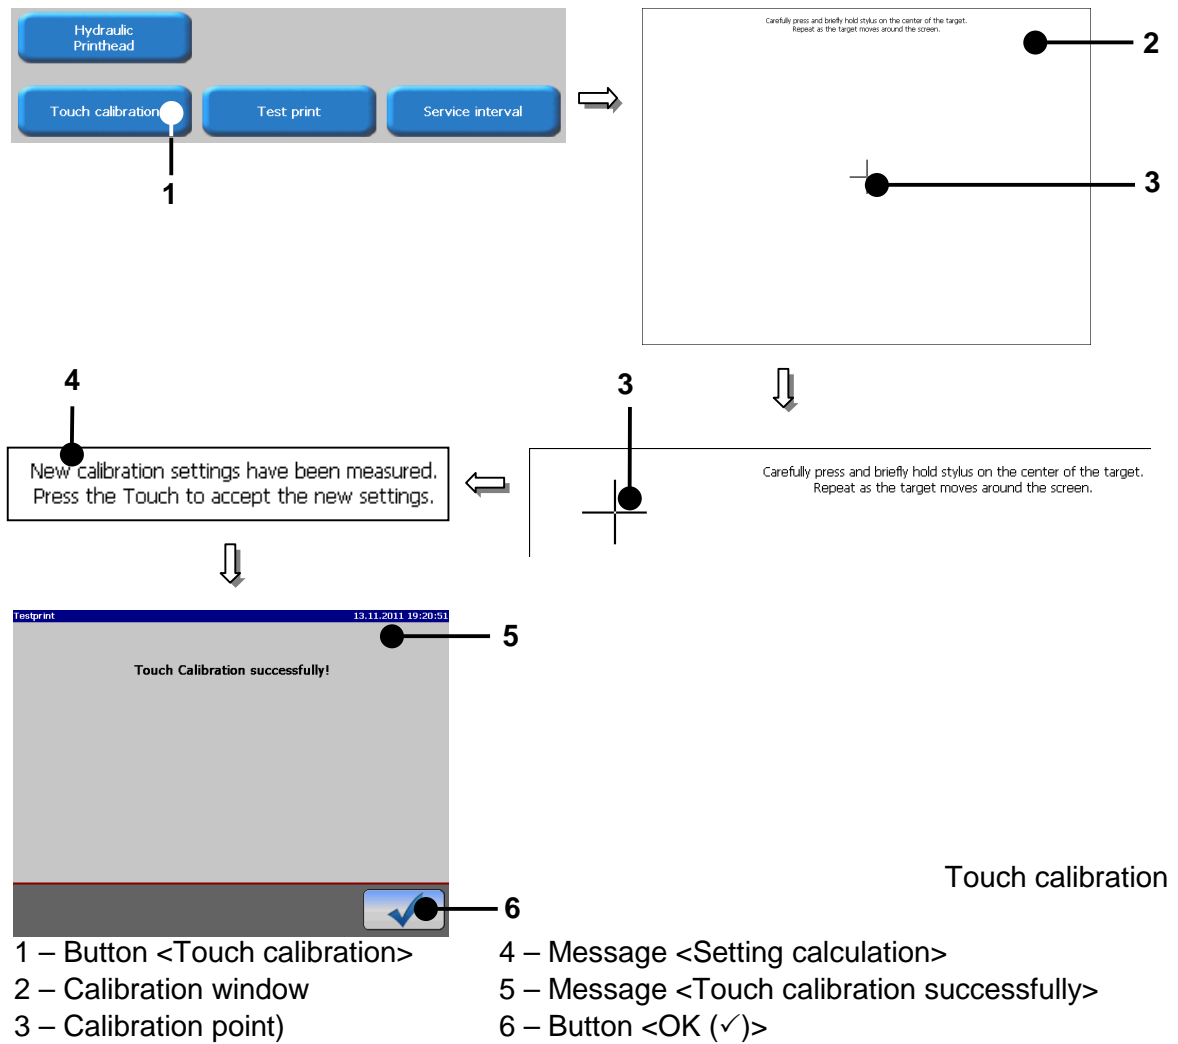 Hydraulic
Printhead
Touch calibration
Test print
Service interval
1
Carefully press and briefly hold stylus on the center of the target.
Repeat as the target moves around the screen.
2
3
4
New calibration settings have been measured.
Press the Touch to accept the new settings.
3
Carefully press and briefly hold stylus on the center of the target.
Repeat as the target moves around the screen.
Testprint 13.11.2011 19:20:51
5
Touch Calibration successfully!
6
Touch calibration
1 – Button <Touch calibration>
2 – Calibration window
3 – Calibration point)
4 – Message <Setting calculation>
5 – Message <Touch calibration successfully>
6 – Button <OK (✓)>